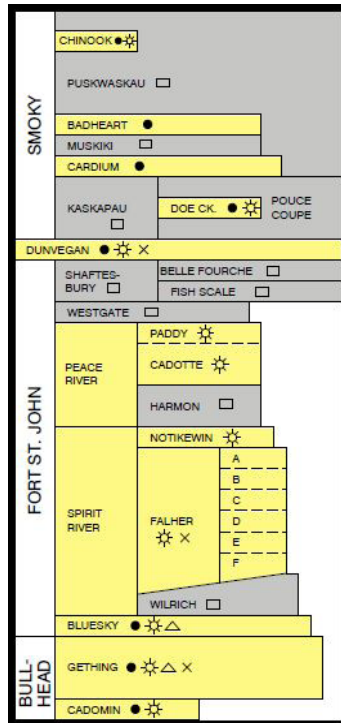 SMOKY
CHINOOK
PUSKWASKAU
BADHEART
MUSKIKI
CARDIUM
KASKAPAU
DOE CK.
POUCE
COUPE
DUNVEGAN
FORT ST. JOHN
SHAFTES-
BURY
BELLE FOURCHE
FISH SCALE
WESTGATE
PEACE
RIVER
PADDY
CADOTTE
HARMON
SPIRIT
RIVER
NOTIKEWIN
FALHER
A
B
C
D
E
F
WILRICH
BLUESKY
BULL-
HEAD
GETHING
CADOMIN